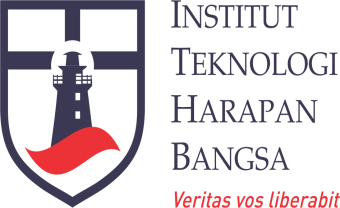 INSTITUT
TEKNOLOGI
HARAPAN
BANGSA
Veritas vos liberabit